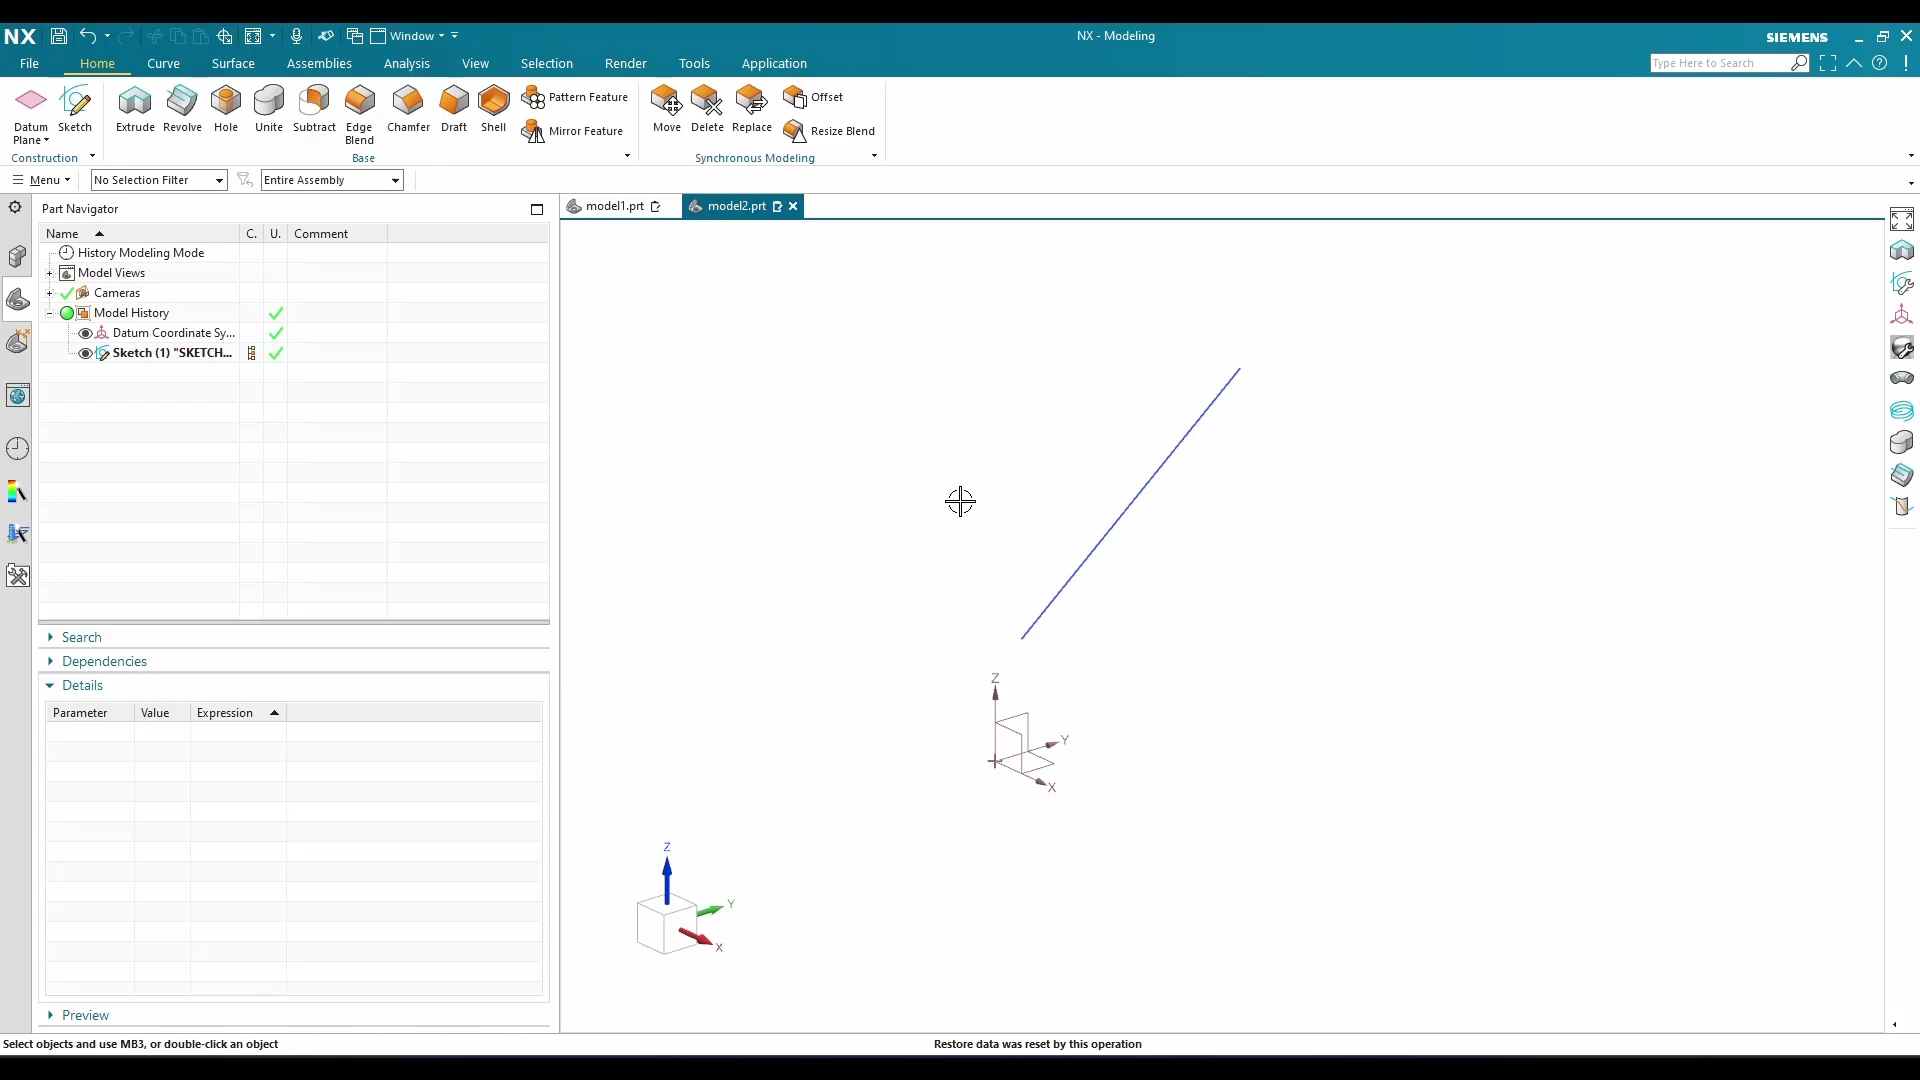 NX
Window
NX - Modeling
SIEMENS
File Home Curve Surface Assemblies Analysis View Selection Render Tools Application
Type Here to Search
Datum Plane
Sketch
Extrude
Revolve
Hole
Unite
Subtract
Edge Blend
Chamfer
Draft
Shell
Pattern Feature
Mirror Feature
Move
Delete
Replace
Offset
Resize Blend
Construction
Base
Synchronous Modeling
Menu
No Selection Filter
Entire Assembly
Part Navigator
model1.prt
model2.prt
Name C. U. Comment
History Modeling Mode
Model Views
Cameras
Model History
Datum Coordinate Sy...
Sketch (1) "SKETCH...
Search
Dependencies
Details
Parameter Value Expression
Preview
Z
Y
X
Z
Y
X
Select objects and use MB3, or double-click an object
Restore data was reset by this operation